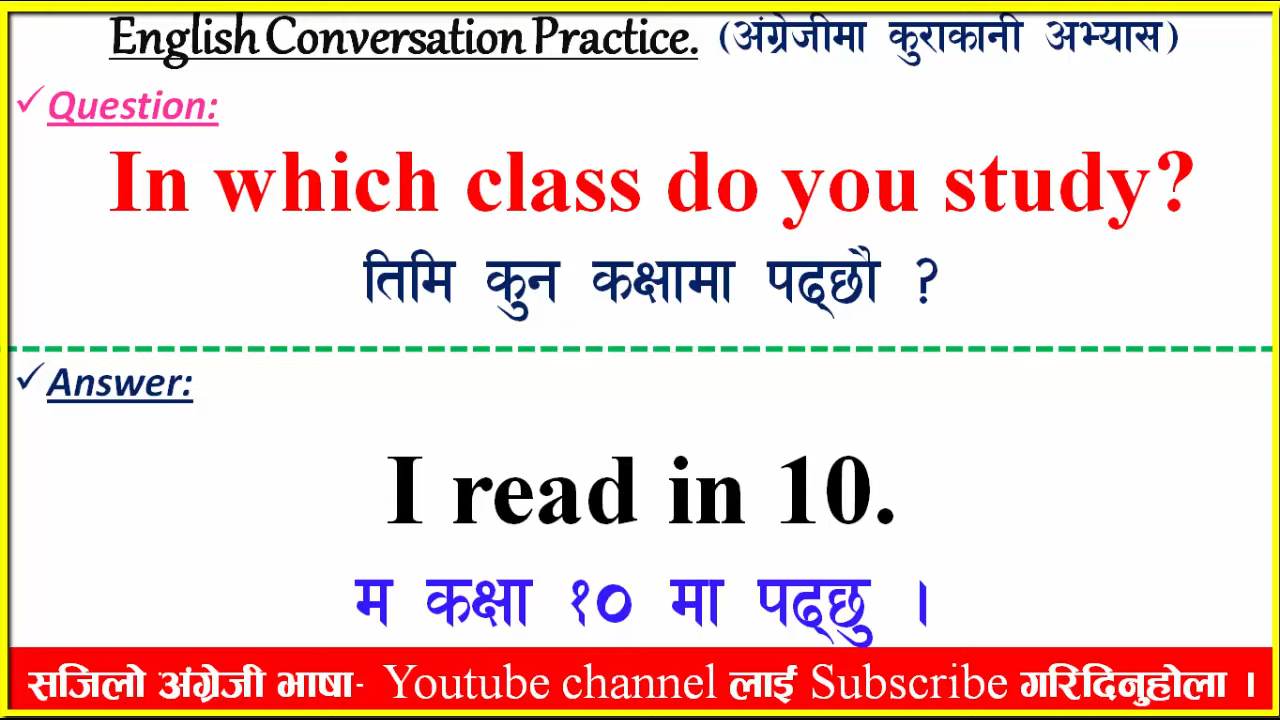 English Conversation Practice. (अंग्रेजीमा कुराकानी अभ्यास)
✓Question:
In which class do you study?
तिमि कुन कक्षामा पढ्छौ ?
✓Answer:
I read in 10.
म कक्षा १० मा पढ्छु ।
सजिलो अंग्रेजी भाषा- Youtube channel लाई Subscribe गरिदिनुहोला ।